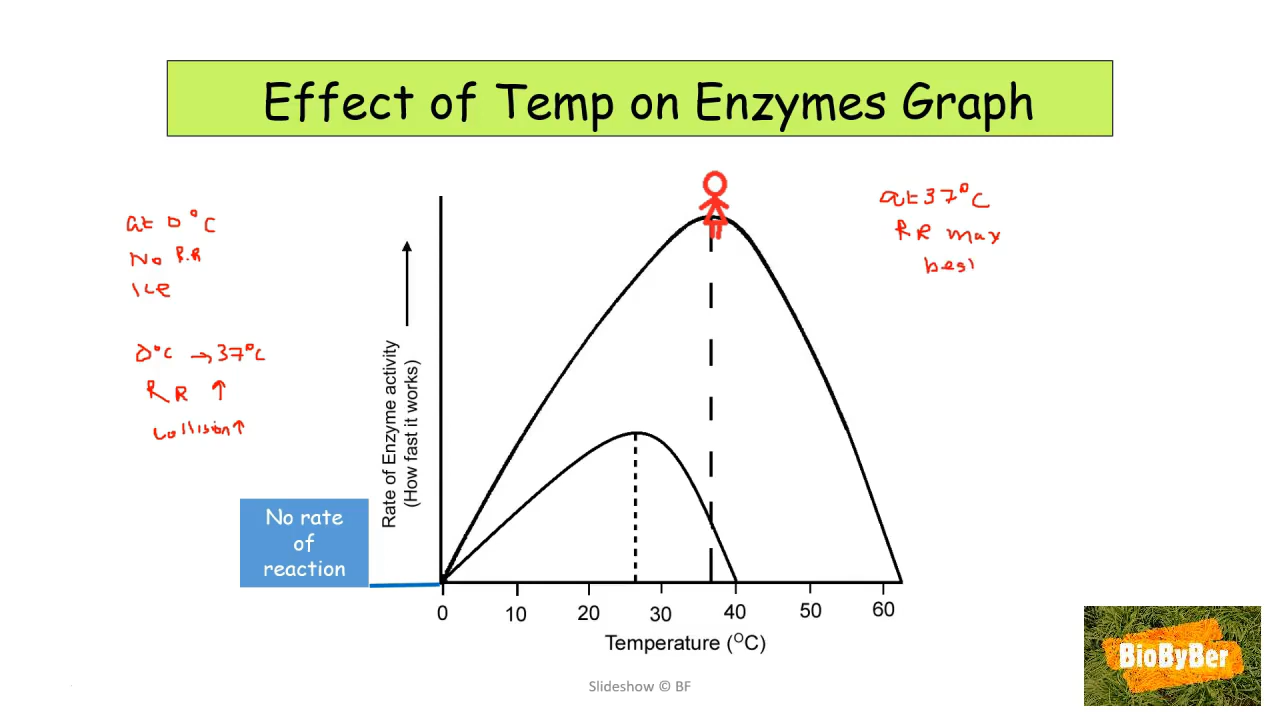 Effect of Temp on Enzymes Graph
at 0°C
No R.R
ICE
0°C → 37°C
RR ↑
collision ↑
at 37°C
RR max
best
No rate
of
reaction
Rate of Enzyme activity
(How fast it works)
0 10 20 30 40 50 60
Temperature (°C)
BioByBer
Slideshow © BF